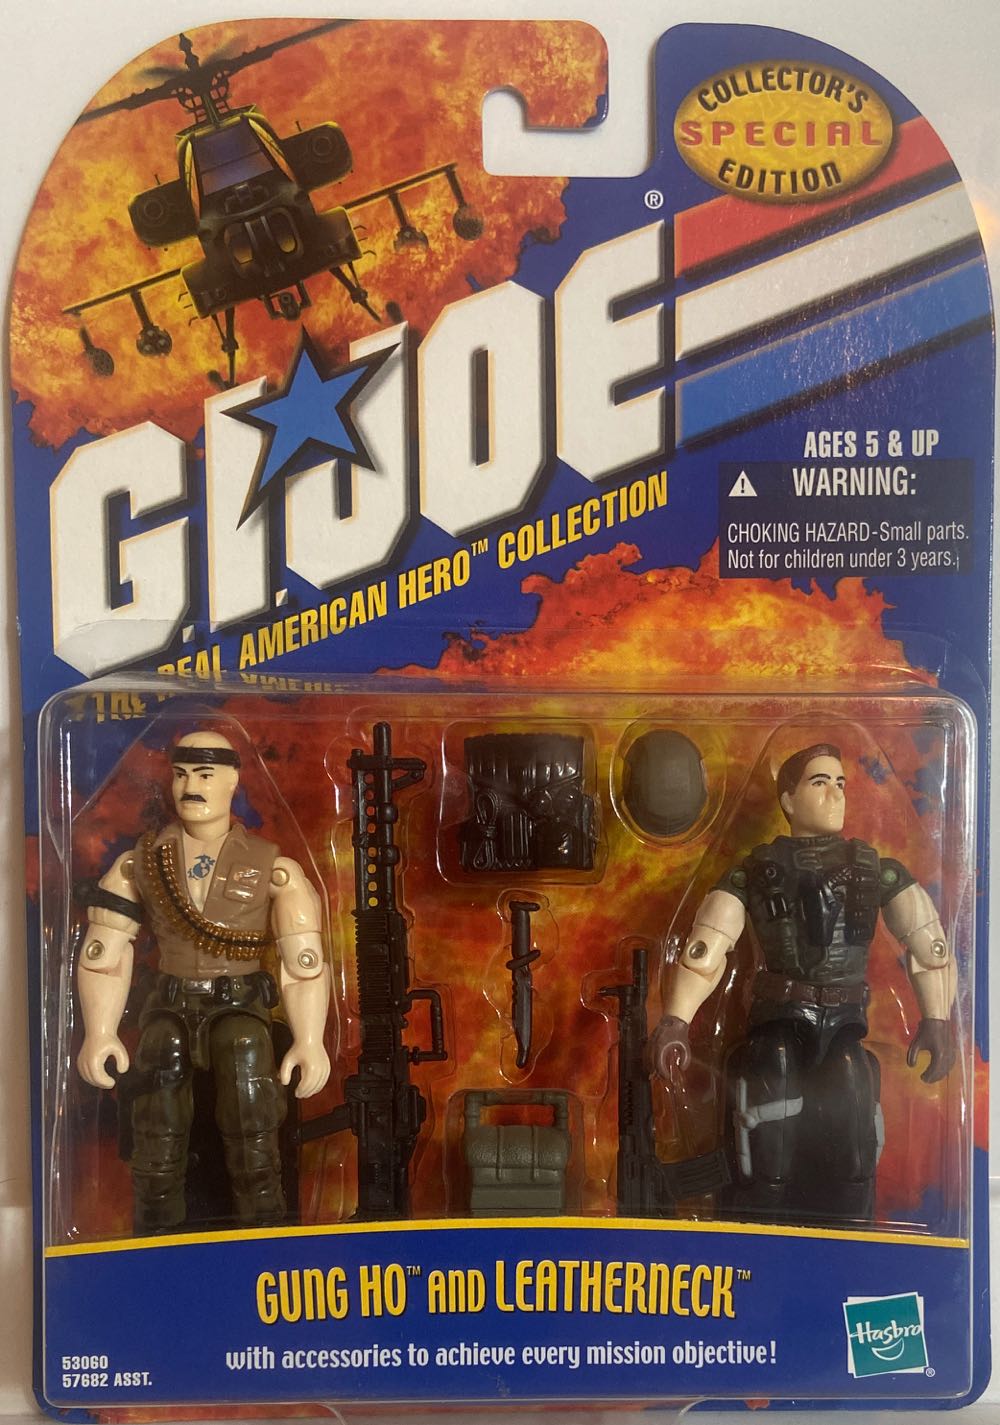 COLLECTOR'S
SPECIAL
EDITION
G.I.JOE
®
REAL AMERICAN HERO™ COLLECTION
AGES 5 & UP
WARNING:
CHOKING HAZARD-Small parts.
Not for children under 3 years.
GUNG HO™ AND LEATHERNECK™
with accessories to achieve every mission objective!
53060
57682 ASST.
Hasbro
®